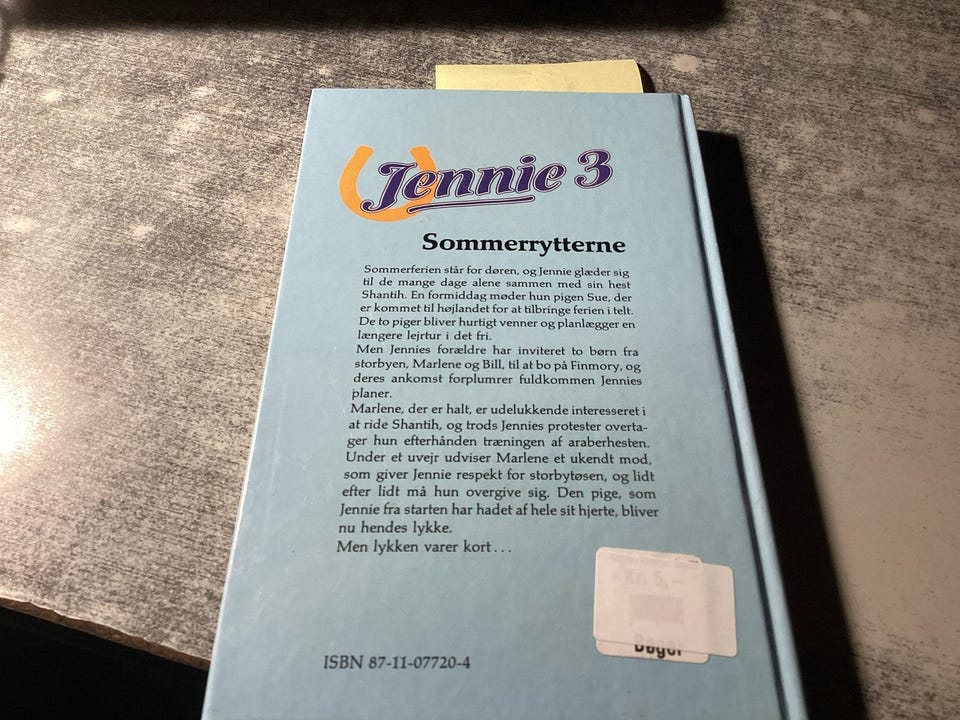 Jennie 3
Sommerrytterne
Sommerferien står for døren, og Jennie glæder sig
til de mange dage alene sammen med sin hest
Shantih. En formiddag møder hun pigen Sue, der
er kommet til højlandet for at tilbringe ferien i telt.
De to piger bliver hurtigt venner og planlægger en
længere lejrtur i det fri.
Men Jennies forældre har inviteret to børn fra
storbyen, Marlene og Bill, til at bo på Finmory, og
deres ankomst forplumrer fuldkommen Jennies
planer.
Marlene, der er halt, er udelukkende interesseret i
at ride Shantih, og trods Jennies protester overta-
ger hun efterhånden træningen af araberhesten.
Under et uvejr udviser Marlene et ukendt mod,
som giver Jennie respekt for storbytøsen, og lidt
efter lidt må hun overgive sig. Den pige, som
Jennie fra starten har hadet af hele sit hjerte, bliver
nu hendes lykke.
Men lykken varer kort...
Kr. 5.-
Bøger
ISBN 87-11-07720-4